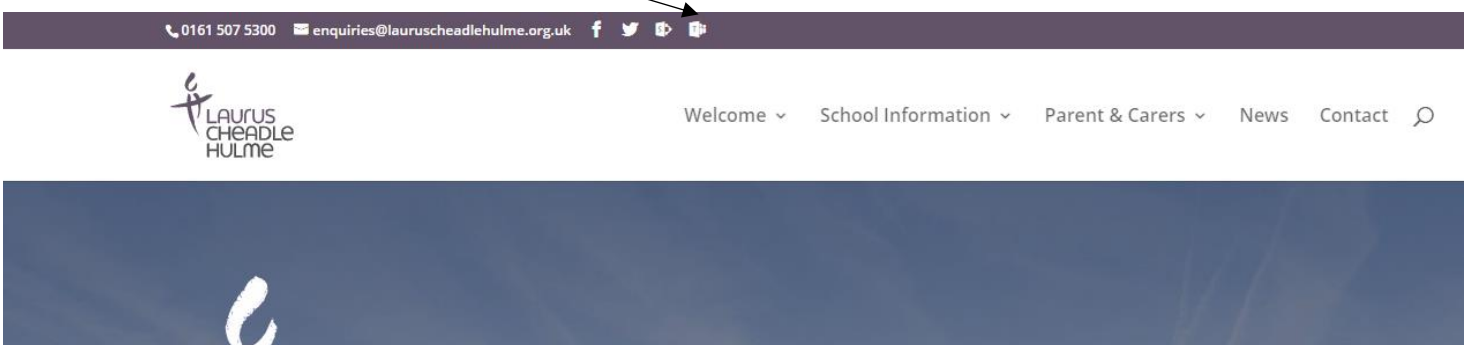 0161 507 5300 enquiries@lauruscheadlehulme.org.uk
Laurus
Cheadle
Hulme
Welcome School Information Parent & Carers News Contact